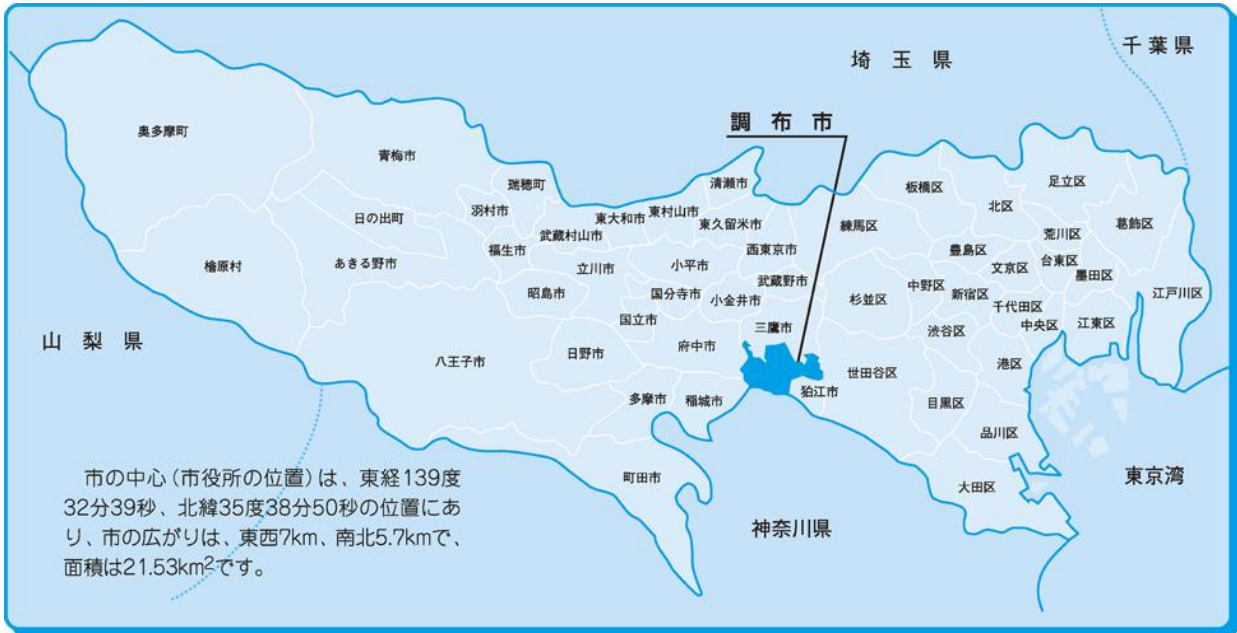 千葉県
埼玉県
調布市
奥多摩町
青梅市
瑞穂町
清瀬市
板橋区
足立区
北区
羽村市
東大和市
東村山市
日の出町
武蔵村山市
東久留米市
練馬区
葛飾区
荒川区
福生市
西東京市
豊島区
台東区
檜原村
あきる野市
立川市
小平市
文京区
墨田区
武蔵野市
中野区
昭島市
国分寺市
小金井市
杉並区
新宿区
江戸川区
千代田区
国立市
三鷹市
中央区
江東区
渋谷区
山梨県
府中市
日野市
八王子市
港区
世田谷区
狛江市
多摩市
稲城市
目黒区
品川区
町田市
大田区
東京湾
神奈川県
市の中心(市役所の位置)は、東経139度
32分39秒、北緯35度38分50秒の位置にあ
り、市の広がりは、東西7km、南北5.7kmで、
面積は21.53km²です。